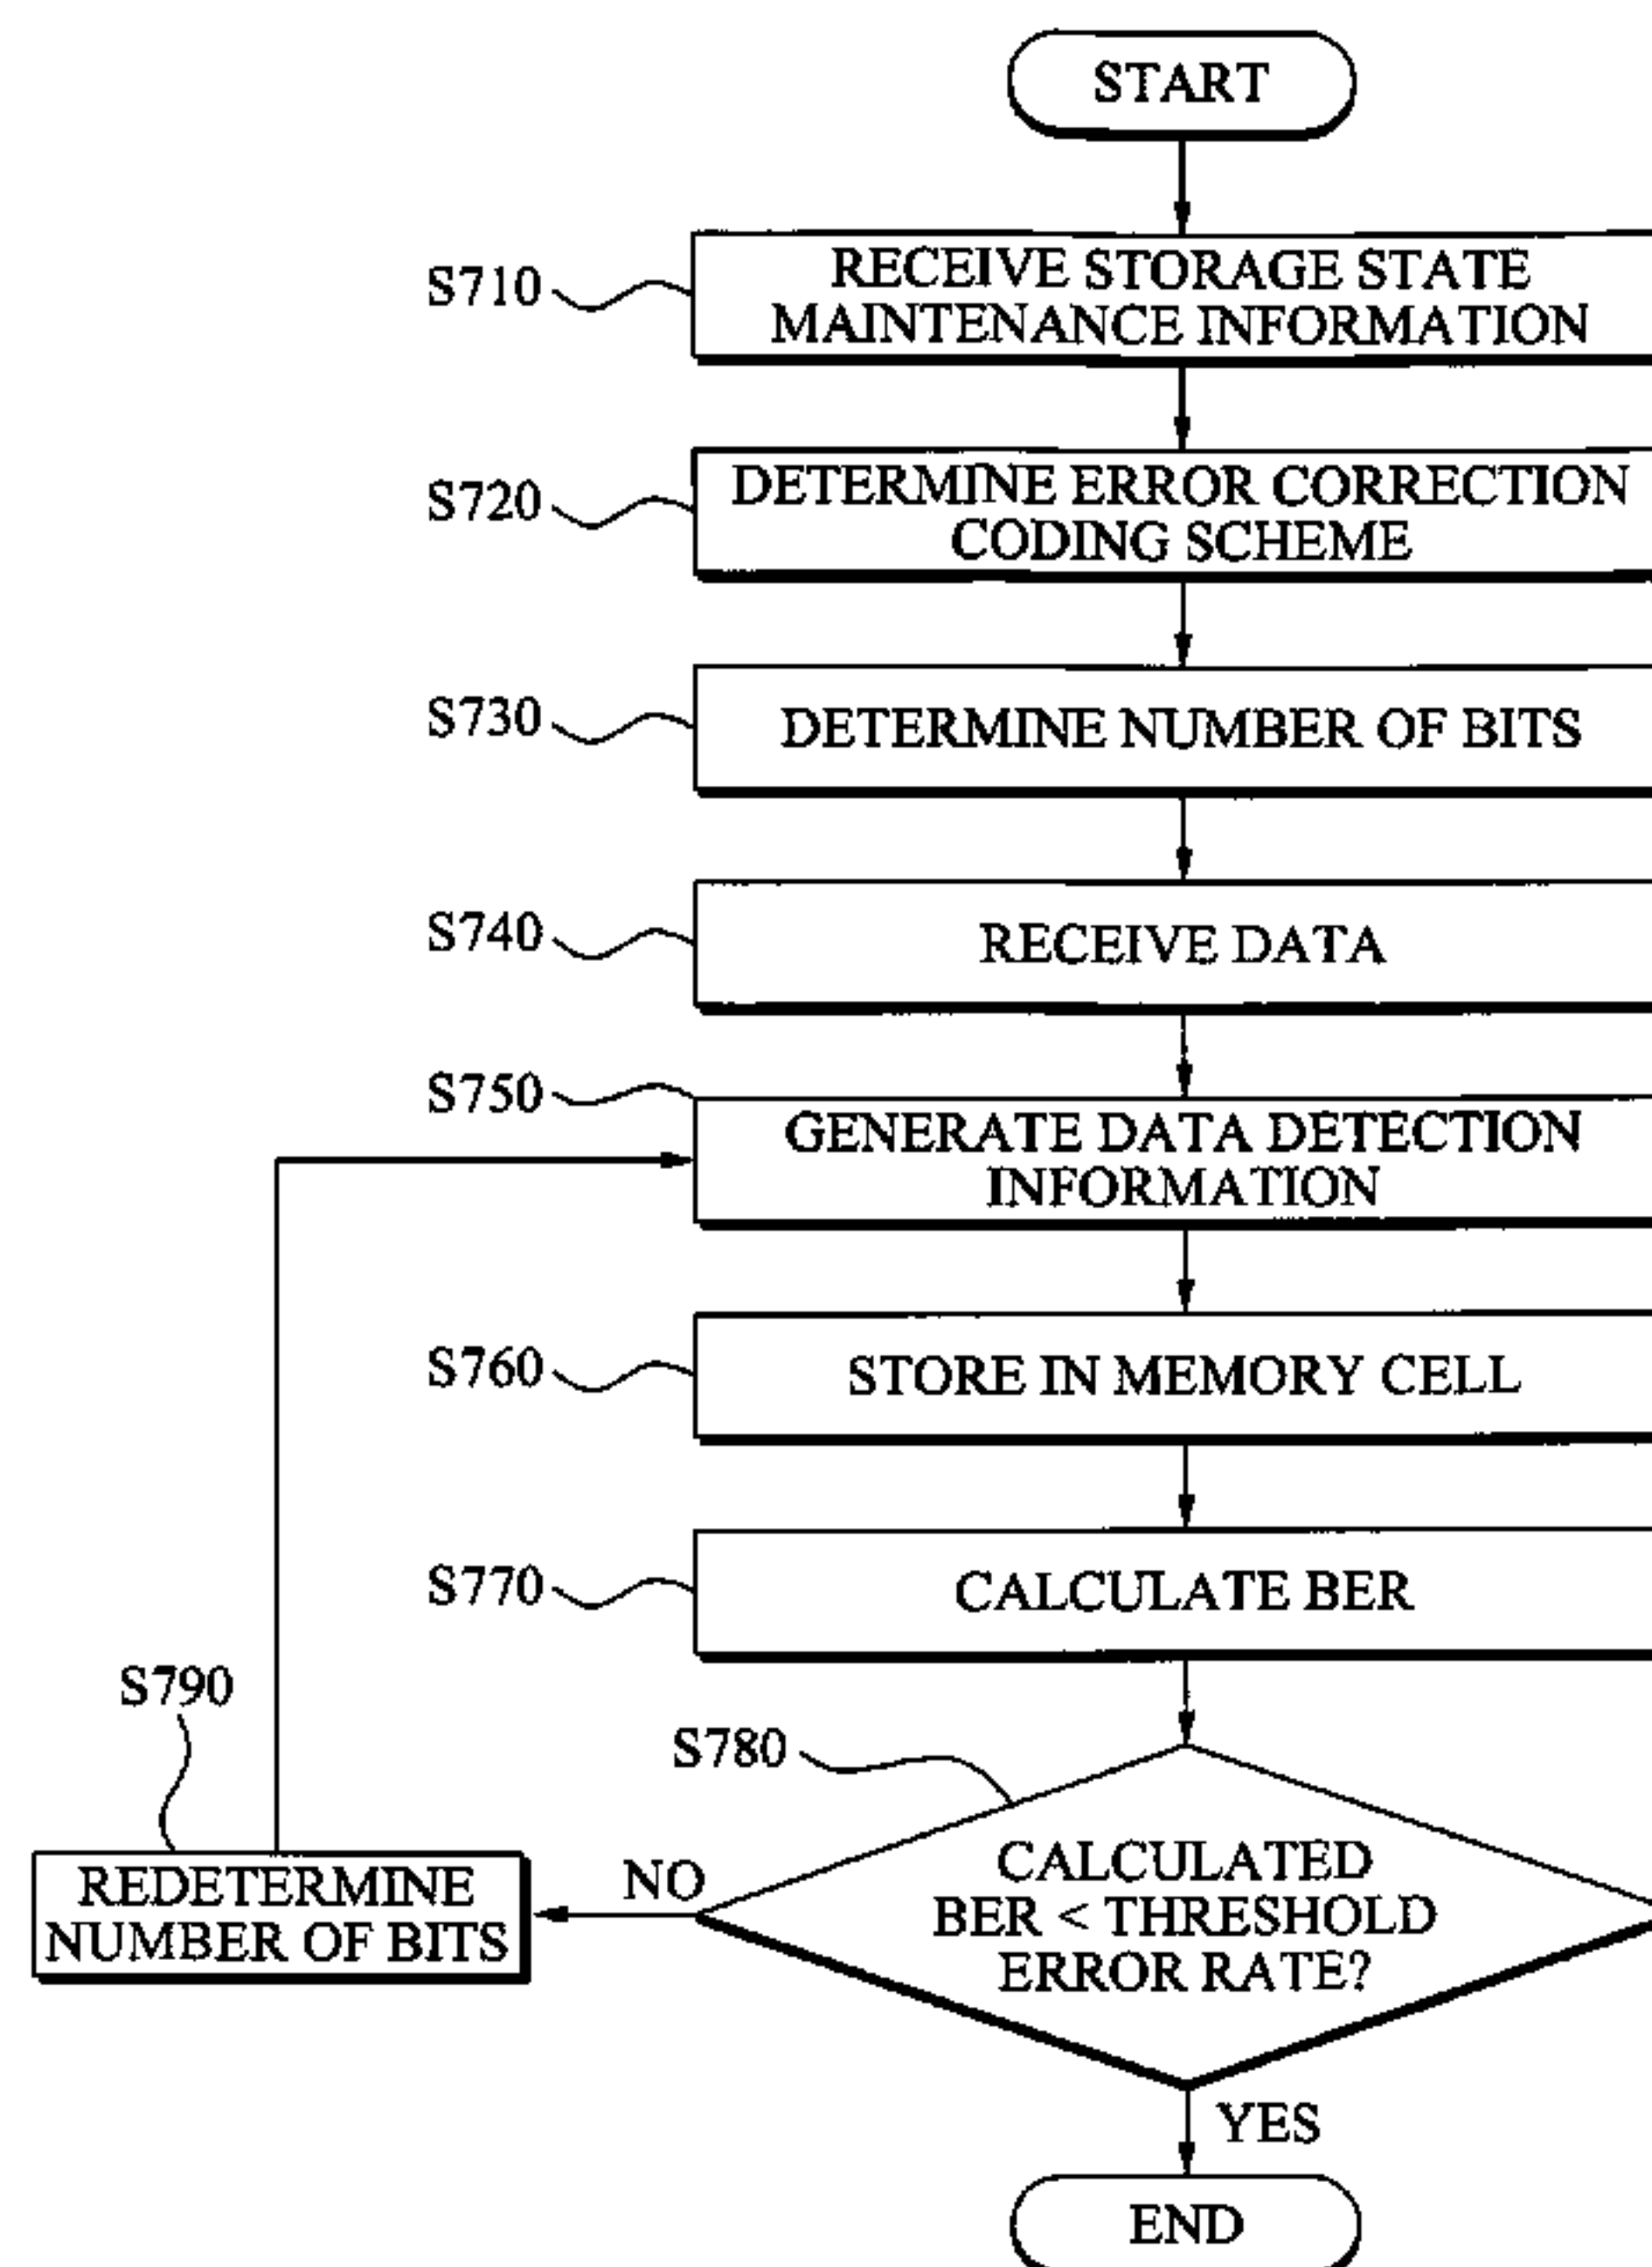 START
S710
RECEIVE STORAGE STATE
MAINTENANCE INFORMATION
S720
DETERMINE ERROR CORRECTION
CODING SCHEME
S730
DETERMINE NUMBER OF BITS
S740
RECEIVE DATA
S750
GENERATE DATA DETECTION
INFORMATION
S760
STORE IN MEMORY CELL
S770
CALCULATE BER
S790
S780
REDETERMINE
NUMBER OF BITS
NO
CALCULATED
BER < THRESHOLD
ERROR RATE?
YES
END